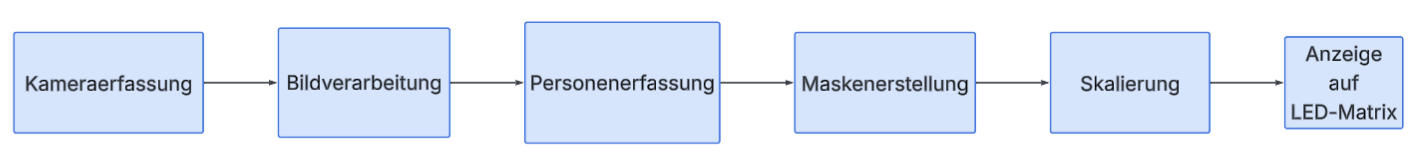 Kameraerfassung
Bildverarbeitung
Personenerfassung
Maskenerstellung
Skalierung
Anzeige
auf
LED-Matrix